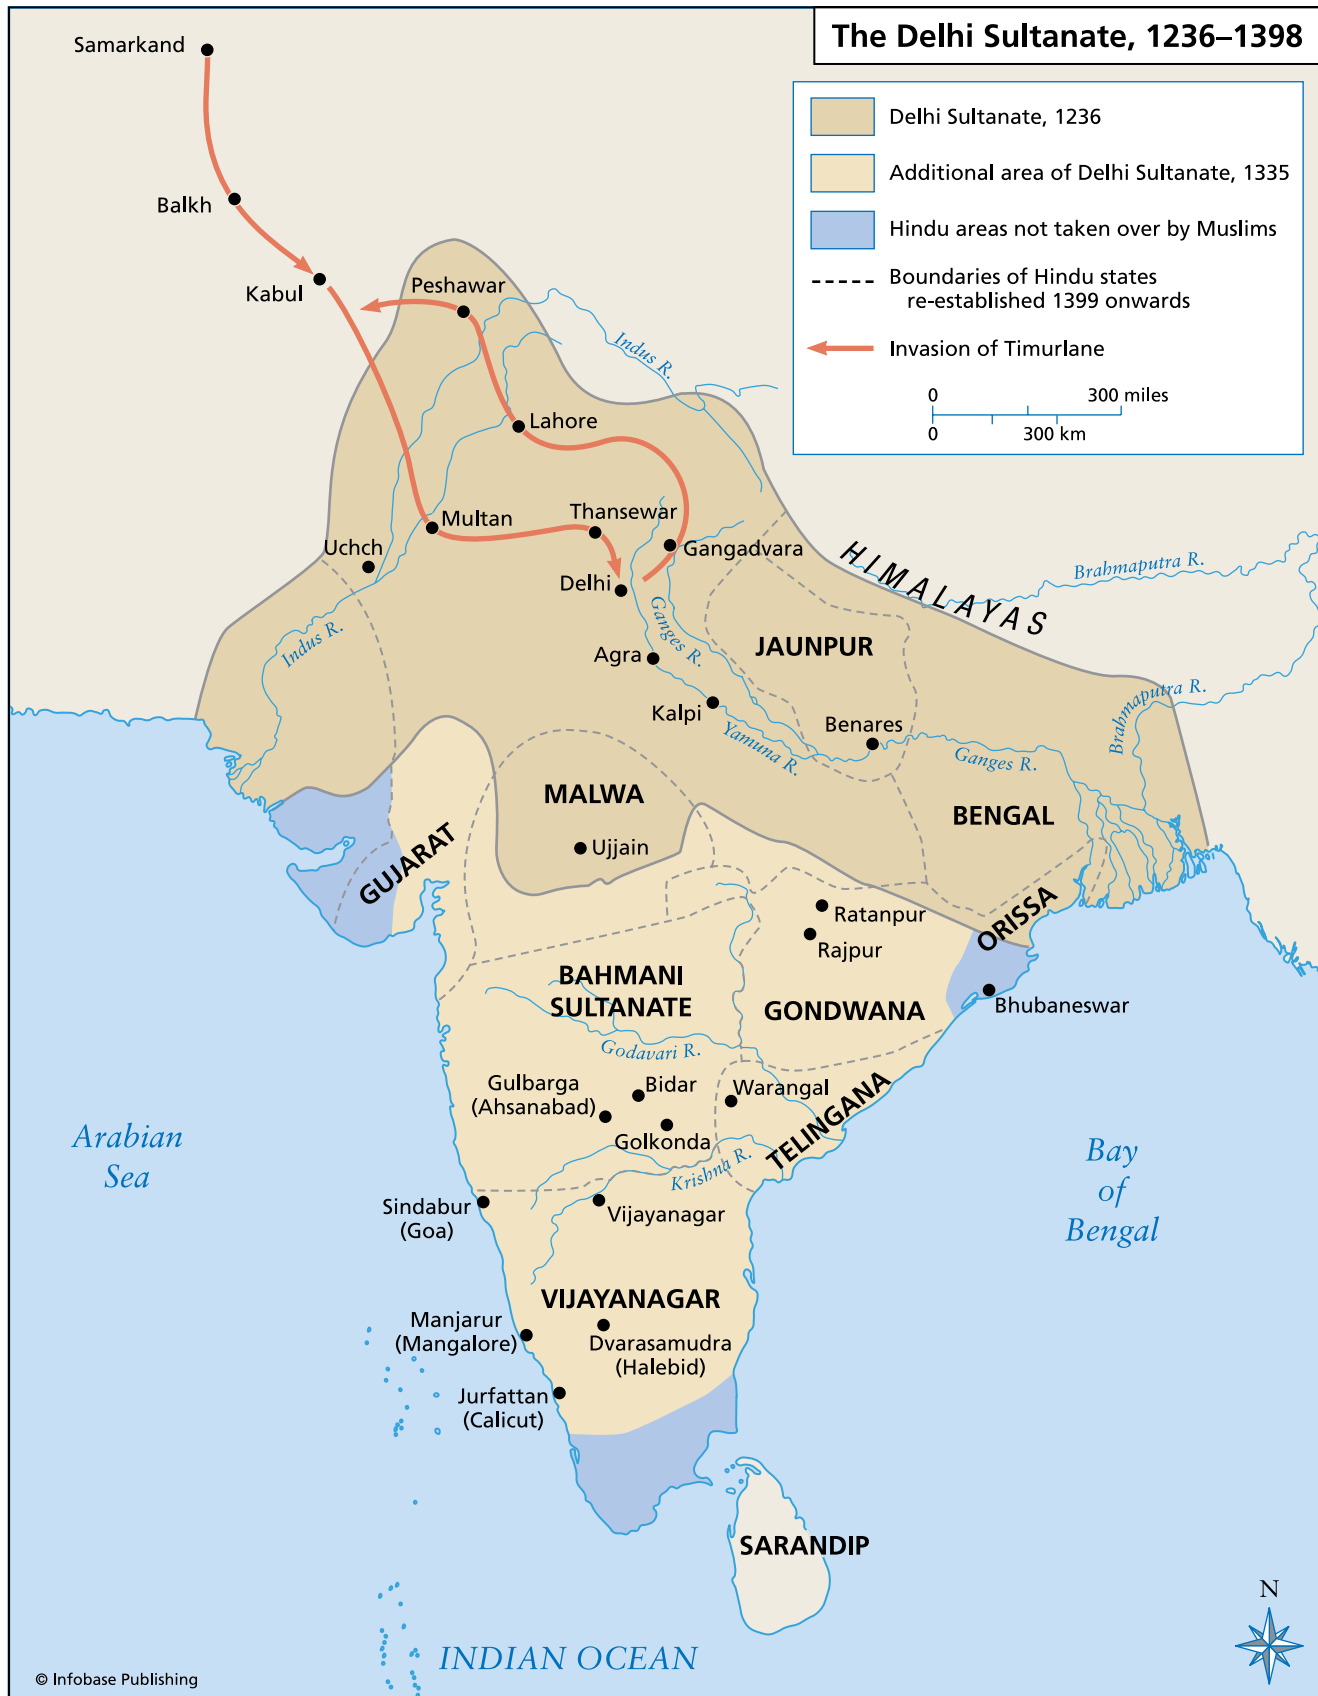 The Delhi Sultanate, 1236–1398
Delhi Sultanate, 1236
Additional area of Delhi Sultanate, 1335
Hindu areas not taken over by Muslims
Boundaries of Hindu states
re-established 1399 onwards
Invasion of Timurlane
0 300 miles
0 300 km
Samarkand
Balkh
Kabul
Peshawar
Indus R.
Lahore
Multan
Thansewar
Uchch
Gangadvara
Delhi
HIMALAYAS
Brahmaputra R.
Indus R.
Ganges R.
Agra
JAUNPUR
Kalpi
Brahmaputra R.
Benares
Yamuna R.
Ganges R.
MALWA
BENGAL
Ujjain
GUJARAT
Ratanpur
ORISSA
Rajpur
BAHMANI
SULTANATE
GONDWANA
Bhubaneswar
Godavari R.
Gulbarga
(Ahsanabad)
Bidar
Warangal
Golkonda
TELINGANA
Krishna R.
Arabian
Sea
Bay
of
Bengal
Sindabur
(Goa)
Vijayanagar
VIJAYANAGAR
Manjarur
(Mangalore)
Dvarasamudra
(Halebid)
Jurfattan
(Calicut)
SARANDIP
N
INDIAN OCEAN
© Infobase Publishing